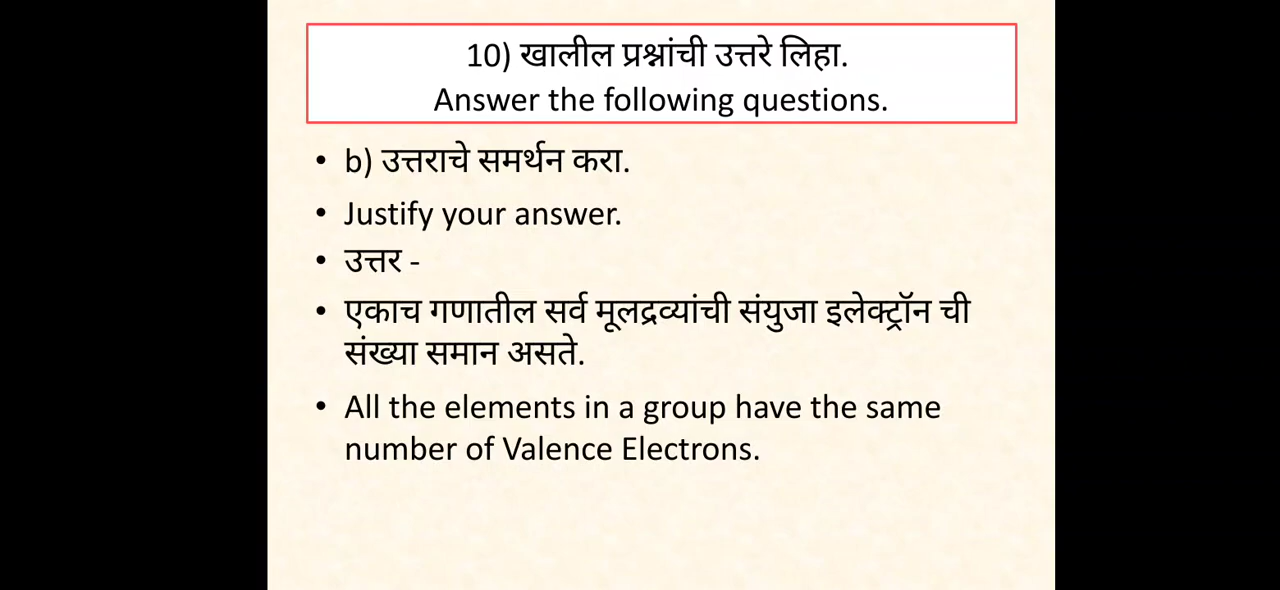 10) खालील प्रश्नांची उत्तरे लिहा.
Answer the following questions.
• b) उत्तराचे समर्थन करा.
• Justify your answer.
• उत्तर -
• एकाच गणातील सर्व मूलद्रव्यांची संयुजा इलेक्ट्रॉन ची
संख्या समान असते.
• All the elements in a group have the same
number of Valence Electrons.